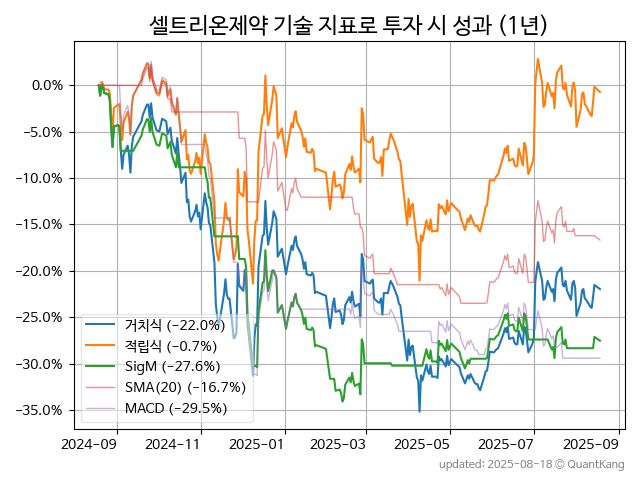 셀트리온제약 기술 지표로 투자 시 성과 (1년)
0.0%
−5.0%
−10.0%
−15.0%
−20.0%
−25.0%
−30.0%
−35.0%
거치식 (−22.0%)
적립식 (−0.7%)
SigM (−27.6%)
SMA(20) (−16.7%)
MACD (−29.5%)
2024-09 2024-11 2025-01 2025-03 2025-05 2025-07 2025-09
updated: 2025-08-18 © QuantKang